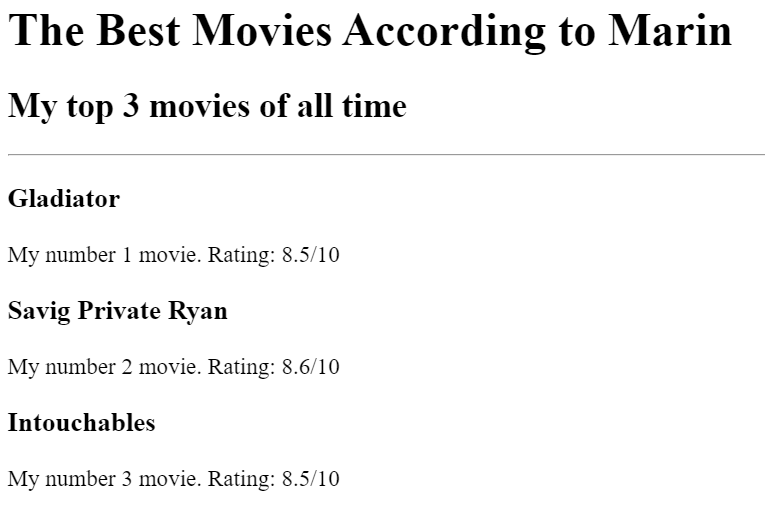 The Best Movies According to Marin
My top 3 movies of all time
Gladiator
My number 1 movie. Rating: 8.5/10
Savig Private Ryan
My number 2 movie. Rating: 8.6/10
Intouchables
My number 3 movie. Rating: 8.5/10